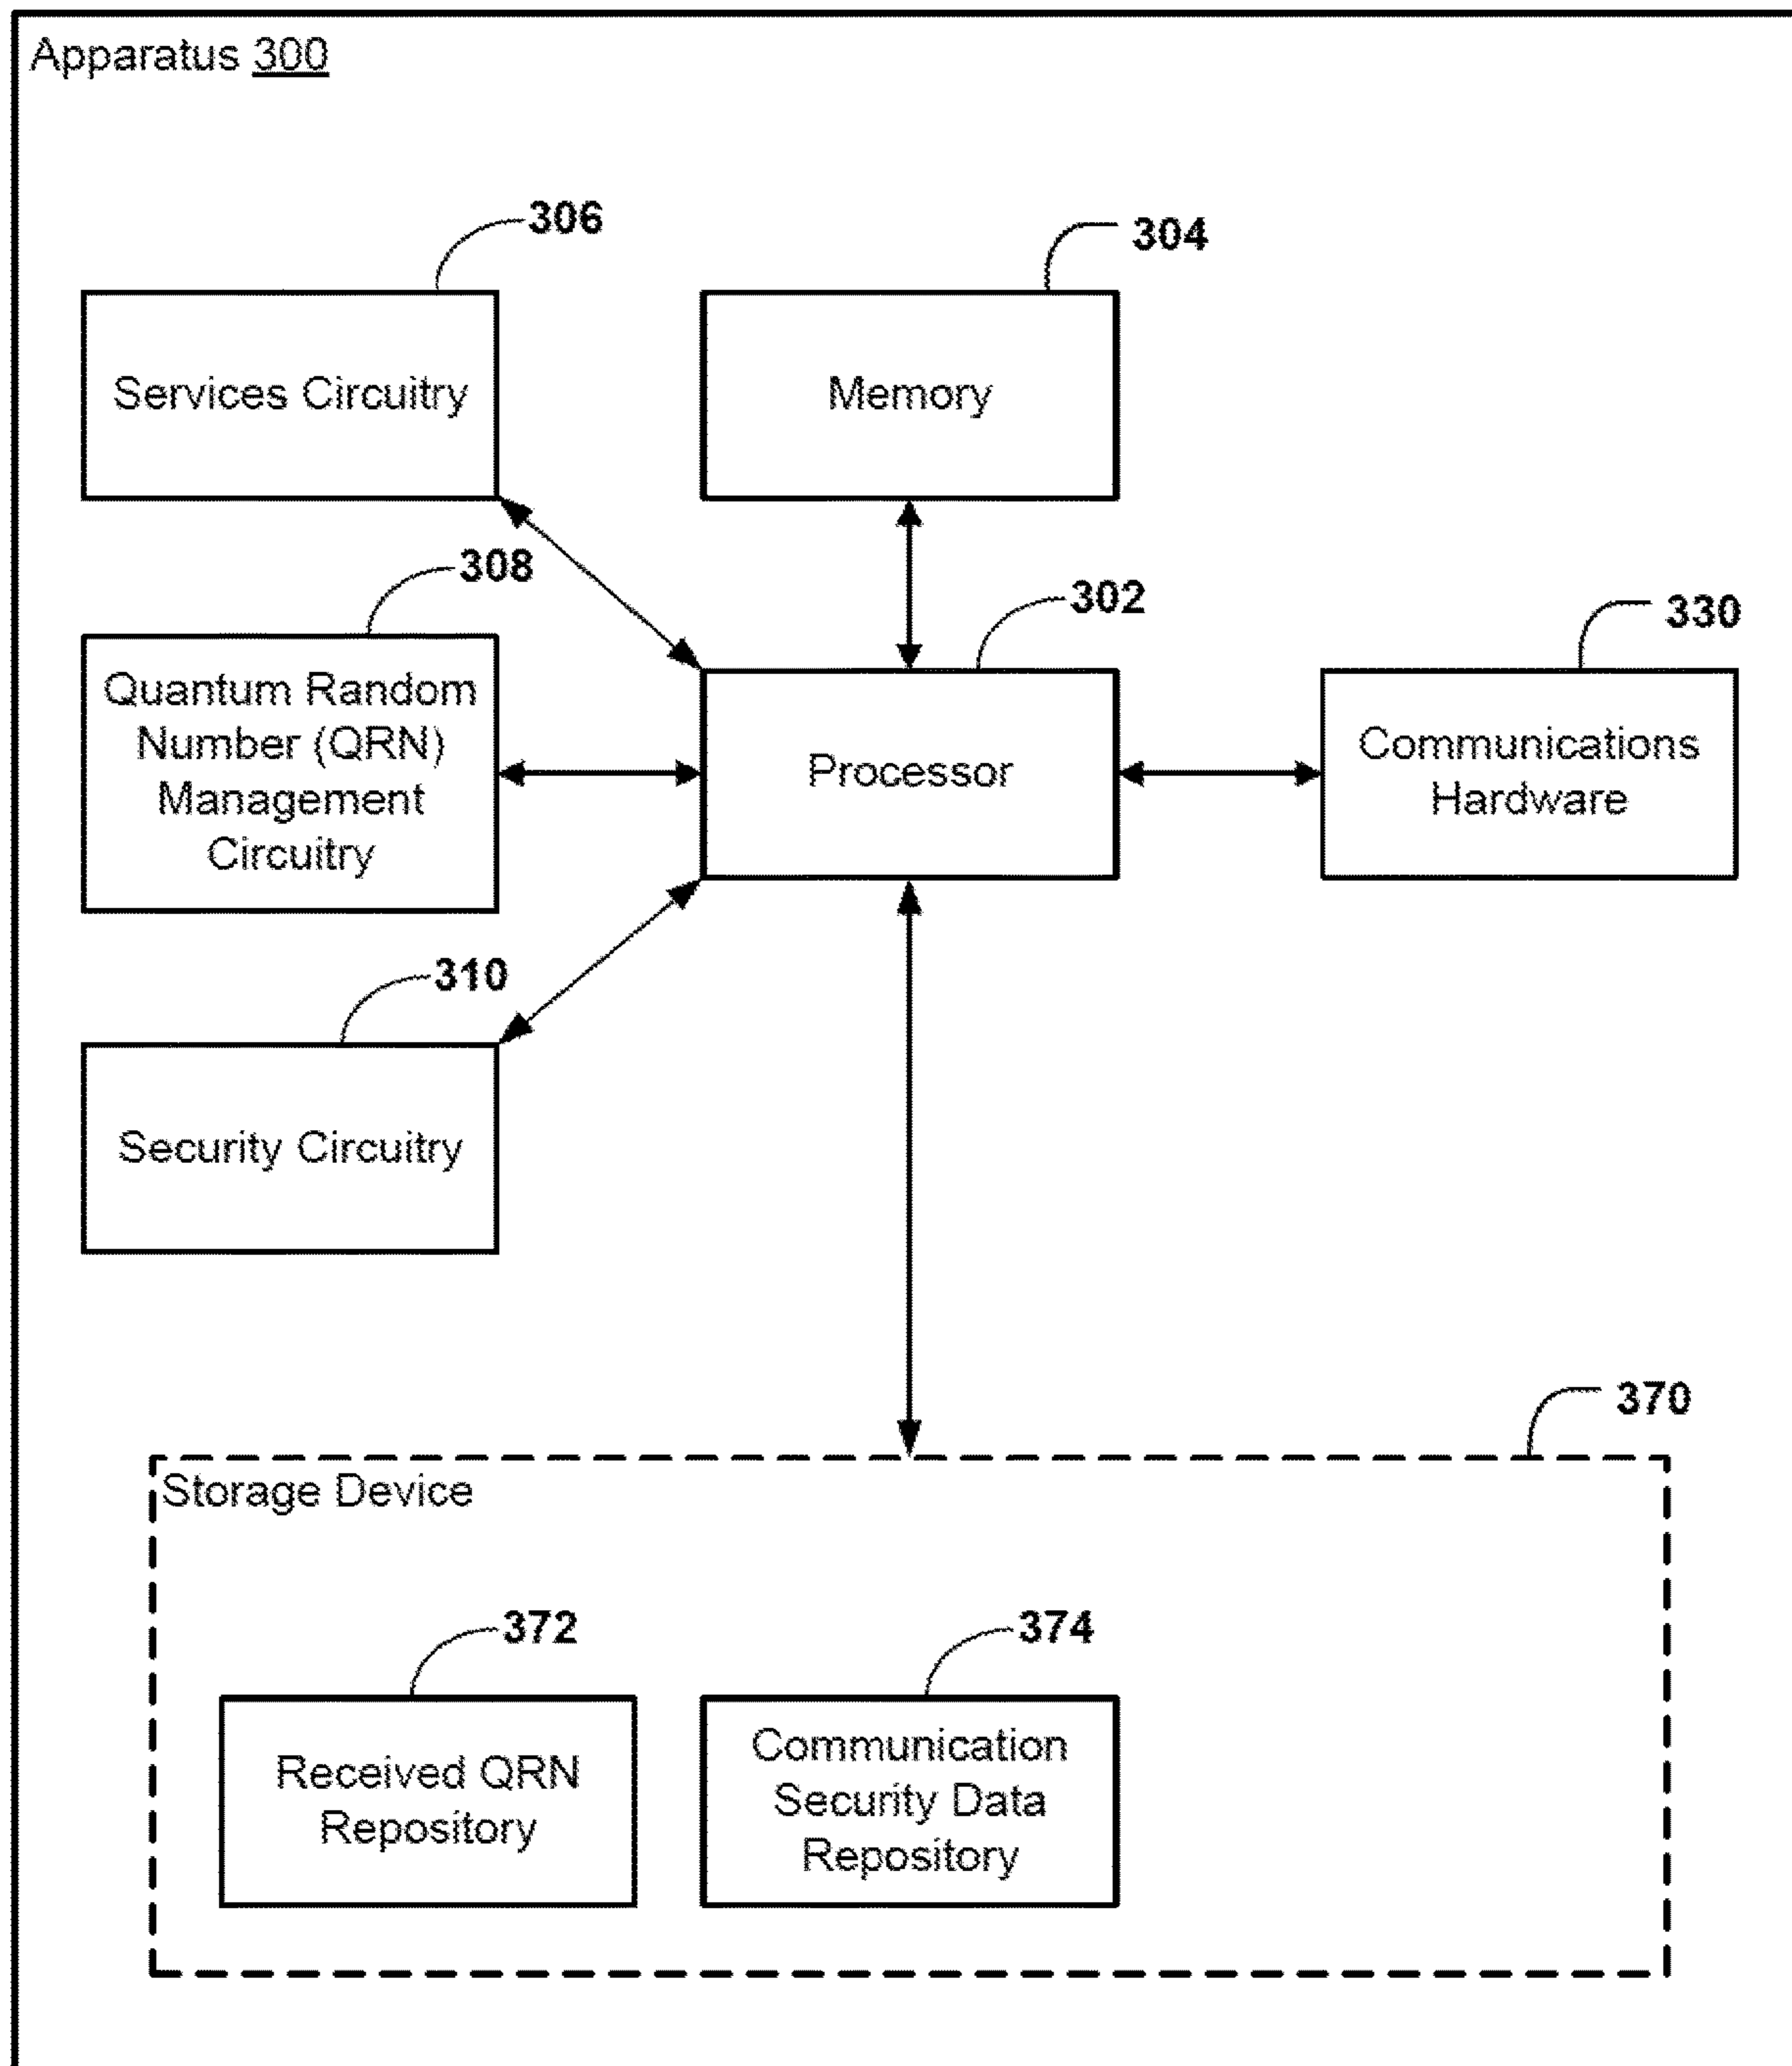 Apparatus 300
306
304
Services Circuitry
Memory
308
302
330
Quantum Random
Number (QRN)
Management
Circuitry
Processor
Communications
Hardware
310
Security Circuitry
370
Storage Device
372
374
Received QRN
Repository
Communication
Security Data
Repository